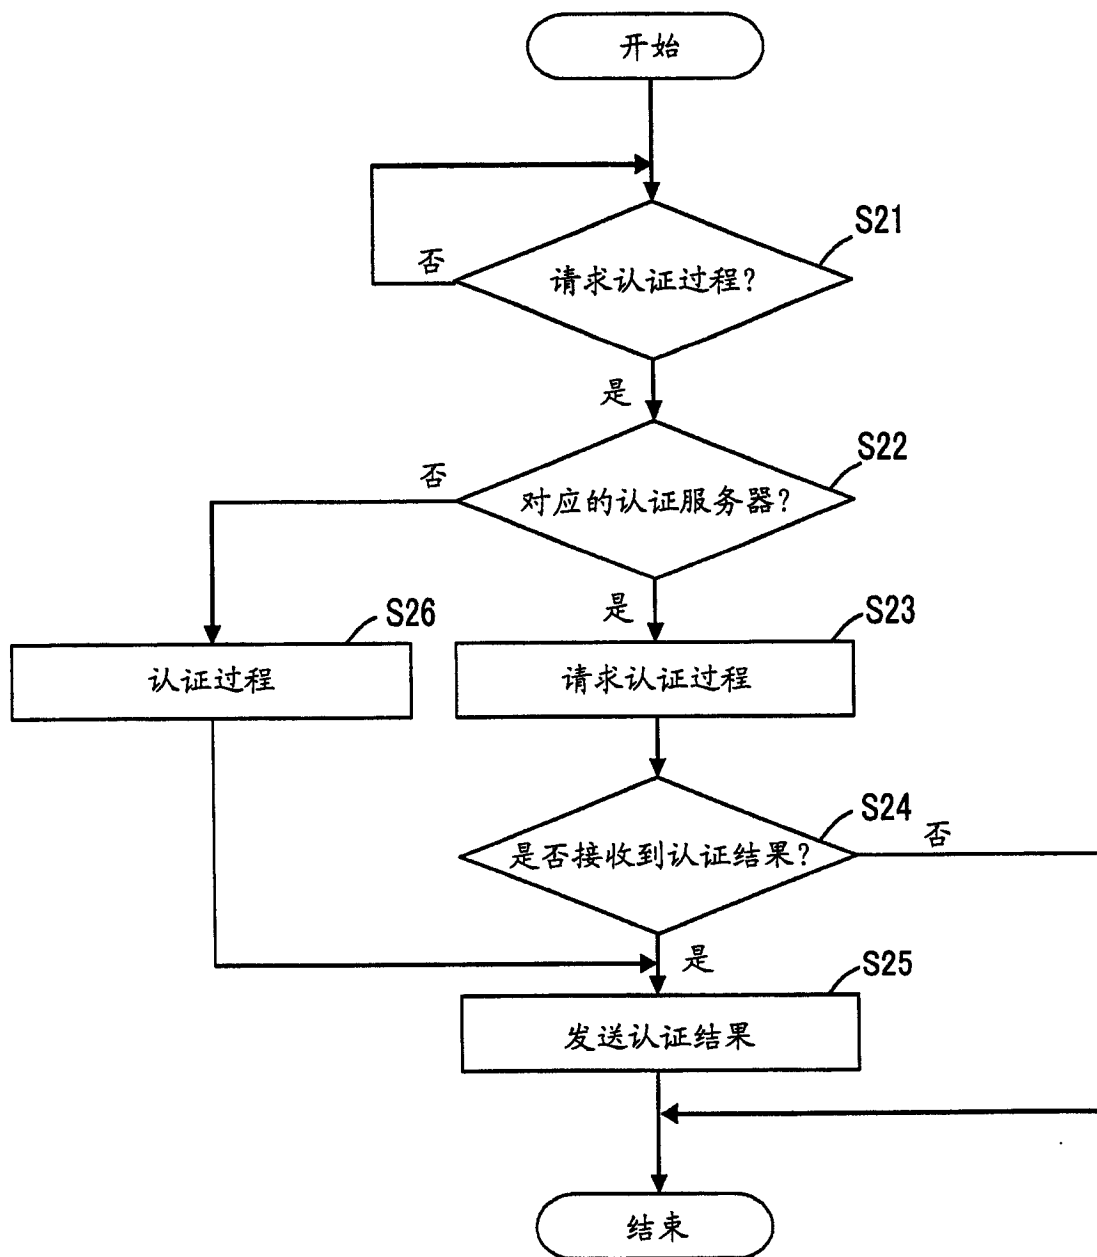 开始
S21
否
请求认证过程?
是
S22
否
对应的认证服务器?
是
S23
S26
认证过程
请求认证过程
S24
否
是否接收到认证结果?
是
S25
发送认证结果
结束